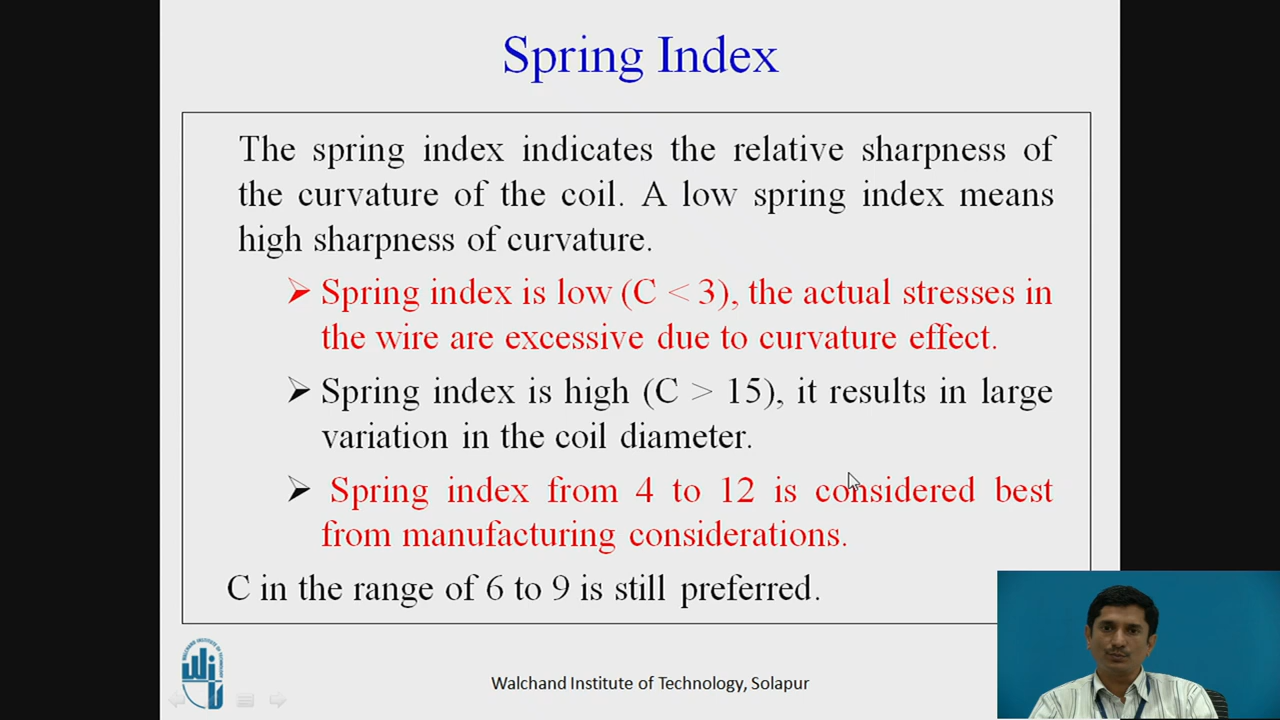 Spring Index
The spring index indicates the relative sharpness of
the curvature of the coil. A low spring index means
high sharpness of curvature.
Spring index is low (C < 3), the actual stresses in
the wire are excessive due to curvature effect.
Spring index is high (C > 15), it results in large
variation in the coil diameter.
Spring index from 4 to 12 is considered best
from manufacturing considerations.
C in the range of 6 to 9 is still preferred.
Walchand Institute of Technology, Solapur